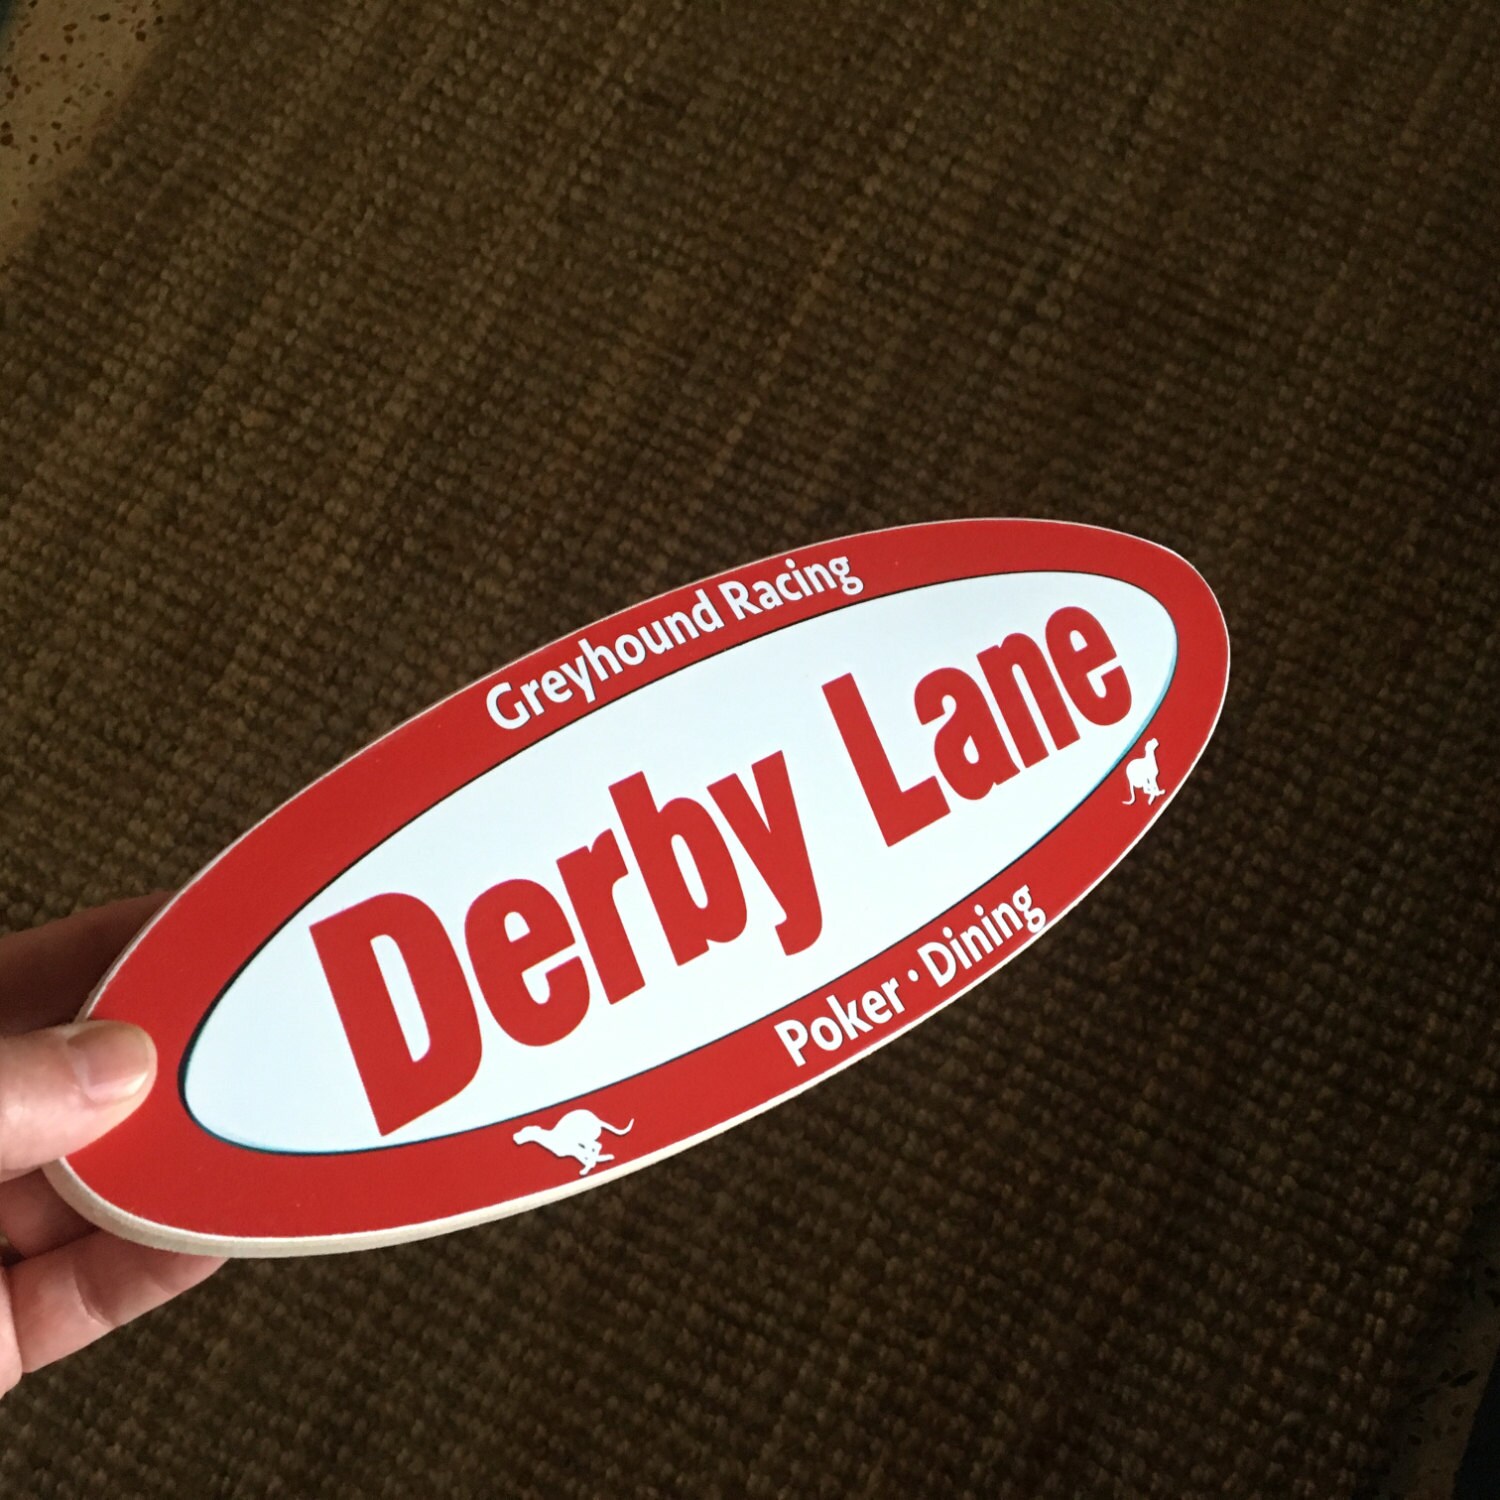 Greyhound Racing
Derby Lane
Poker · Dining